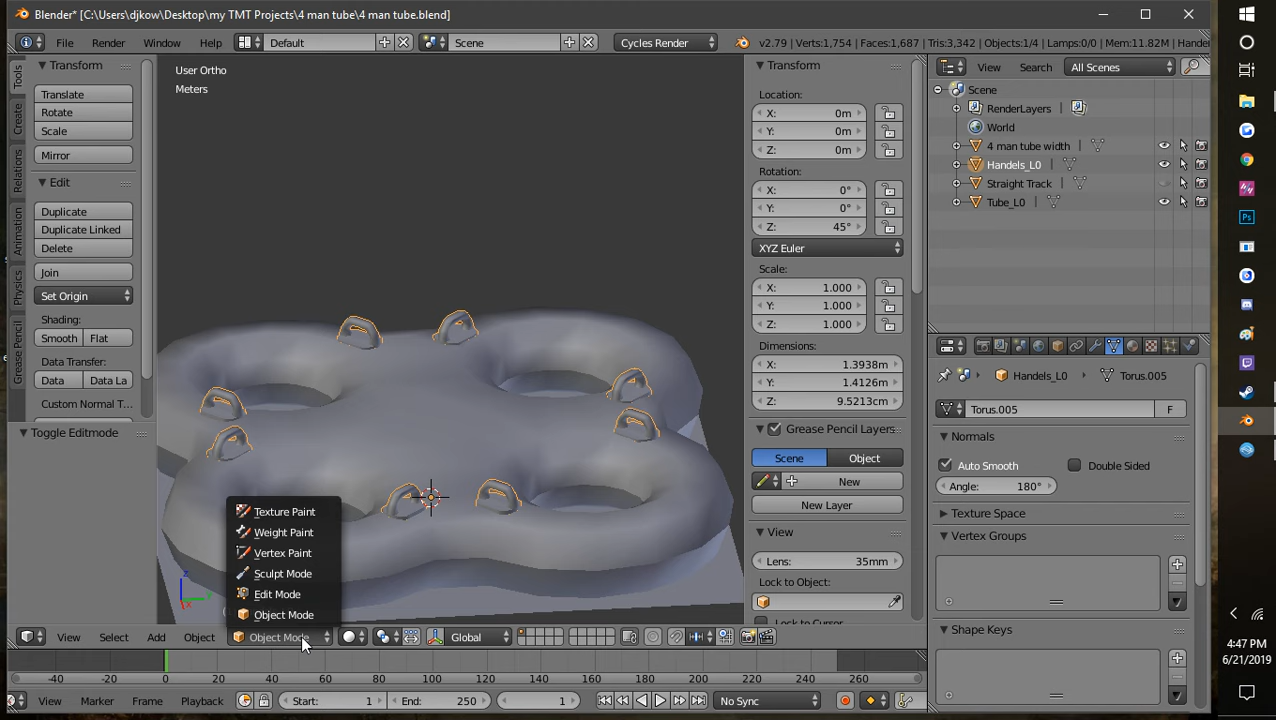 Blender* [C:\Users\djkow\Desktop\my TMT Projects\4 man tube\4 man tube.blend]
File Render Window Help Default Scene Cycles Render v2.79 | Verts:1,754 | Faces:1,687 | Tris:3,342 | Objects:1/4 | Lamps:0/0 | Mem:11.82M | Handel
Tools
Create
Relations
Animation
Physics
Grease Pencil
Transform
Translate
Rotate
Scale
Mirror
Edit
Duplicate
Duplicate Linked
Delete
Join
Set Origin
Shading:
Smooth Flat
Data Transfer:
Data Data La
Custom Normal T...
Toggle Editmode
User Ortho
Meters
Texture Paint
Weight Paint
Vertex Paint
Sculpt Mode
Edit Mode
Object Mode
z
y
x
View Select Add Object Object Mode Global
Transform
Location:
X: 0m
Y: 0m
Z: 0m
Rotation:
X: 0°
Y: 0°
Z: 45°
XYZ Euler
Scale:
X: 1.000
Y: 1.000
Z: 1.000
Dimensions:
X: 1.3938m
Y: 1.4126m
Z: 9.5213cm
Grease Pencil Layers
Scene Object
New
New Layer
View
Lens: 35mm
Lock to Object:
Lock to Cursor
View Search All Scenes
Scene
RenderLayers
World
4 man tube width
Handels_L0
Straight Track
Tube_L0
Handels_L0 Torus.005
Torus.005 F
Normals
Auto Smooth Double Sided
Angle: 180°
Texture Space
Vertex Groups
Shape Keys
-40 -20 0 20 40 60 80 100 120 140 160 180 200 220 240 260
View Marker Frame Playback Start: 1 End: 250 1 No Sync
Ps
4:47 PM
6/21/2019